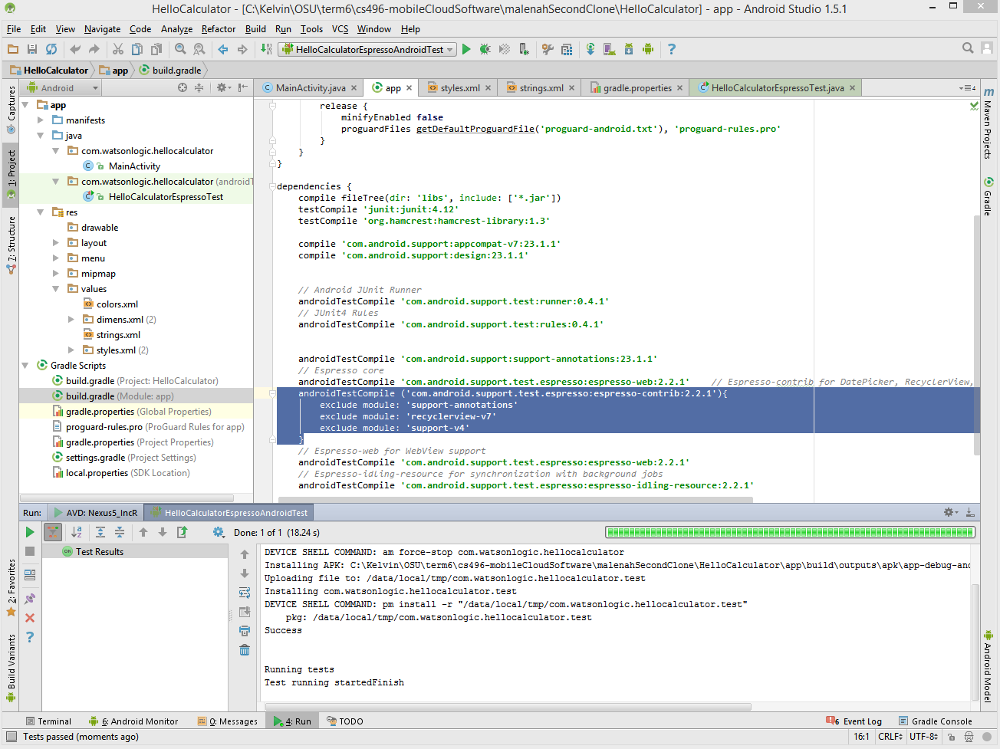 HelloCalculator - [C:\Kelvin\OSU\term6\cs496-mobileCloudSoftware\malenahSecondClone\HelloCalculator] - app - Android Studio 1.5.1
File Edit View Navigate Code Analyze Refactor Build Run Tools VCS Window Help
HelloCalculatorEspressoAndroidTest
HelloCalculator app build.gradle
Android
MainActivity.java app styles.xml strings.xml gradle.properties HelloCalculatorEspressoTest.java
4
Captures
1: Project
7: Structure
2: Favorites
Build Variants
app
manifests
java
com.watsonlogic.hellocalculator
MainActivity
com.watsonlogic.hellocalculator (android
HelloCalculatorEspressoTest
res
drawable
layout
menu
mipmap
values
colors.xml
dimens.xml (2)
strings.xml
styles.xml (2)
Gradle Scripts
build.gradle (Project: HelloCalculator)
build.gradle (Module: app)
gradle.properties (Global Properties)
proguard-rules.pro (ProGuard Rules for app)
gradle.properties (Project Properties)
settings.gradle (Project Settings)
local.properties (SDK Location)
release {
minifyEnabled false
proguardFiles getDefaultProguardFile('proguard-android.txt'), 'proguard-rules.pro'
}
}
}
dependencies {
compile fileTree(dir: 'libs', include: ['*.jar'])
testCompile 'junit:junit:4.12'
testCompile 'org.hamcrest:hamcrest-library:1.3'
compile 'com.android.support:appcompat-v7:23.1.1'
compile 'com.android.support:design:23.1.1'
// Android JUnit Runner
androidTestCompile 'com.android.support.test:runner:0.4.1'
// JUnit4 Rules
androidTestCompile 'com.android.support.test:rules:0.4.1'
androidTestCompile 'com.android.support:support-annotations:23.1.1'
// Espresso core
androidTestCompile 'com.android.support.test.espresso:espresso-web:2.2.1' // Espresso-contrib for DatePicker, RecyclerView,
androidTestCompile ('com.android.support.test.espresso:espresso-contrib:2.2.1'){
exclude module: 'support-annotations'
exclude module: 'recyclerview-v7'
exclude module: 'support-v4'
}
// Espresso-web for WebView support
androidTestCompile 'com.android.support.test.espresso:espresso-web:2.2.1'
// Espresso-idling-resource for synchronization with background jobs
androidTestCompile 'com.android.support.test.espresso:espresso-idling-resource:2.2.1'
m Maven Projects
Gradle
Android Model
Run: AVD: Nexus5_IncR HelloCalculatorEspressoAndroidTest
Done: 1 of 1 (18.24 s)
OK Test Results
DEVICE SHELL COMMAND: am force-stop com.watsonlogic.hellocalculator
Installing APK: C:\Kelvin\OSU\term6\cs496-mobileCloudSoftware\malenahSecondClone\HelloCalculator\app\build\outputs\apk\app-debug-and
Uploading file to: /data/local/tmp/com.watsonlogic.hellocalculator.test
Installing com.watsonlogic.hellocalculator.test
DEVICE SHELL COMMAND: pm install -r "/data/local/tmp/com.watsonlogic.hellocalculator.test"
pkg: /data/local/tmp/com.watsonlogic.hellocalculator.test
Success
Running tests
Test running startedFinish
Terminal 6: Android Monitor 0: Messages 4: Run TODO 6 Event Log Gradle Console
Tests passed (moments ago) 16:1 CRLF UTF-8